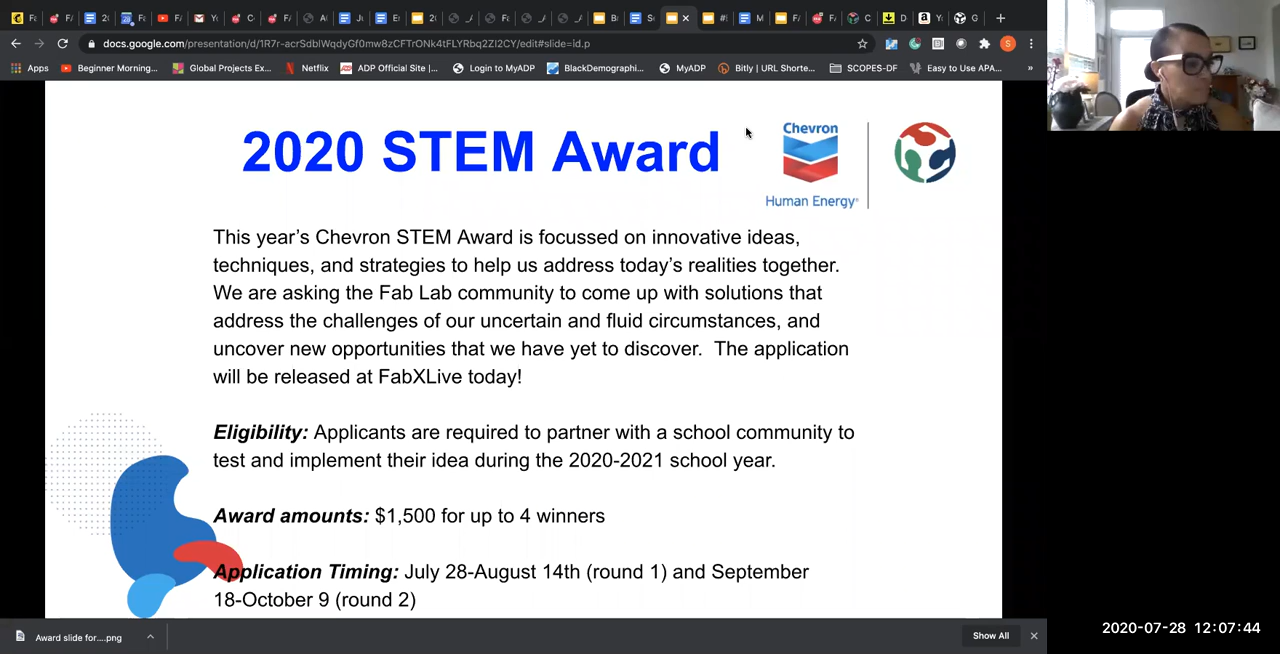 2(
F/
docs.google.com/presentation/d/1R7r-acrSdblWqdyGf0mw8zCFTrONk4tFLYRbq2ZI2CY/edit#slide=id.p
S
Apps
Beginner Morning...
Global Projects Ex...
Netflix
ADP Official Site |...
Login to MyADP
BlackDemographi...
MyADP
Bitly | URL Shorte...
SCOPES-DF
Easy to Use APA...
»
2020 STEM Award
Chevron
Human Energy®
This year's Chevron STEM Award is focussed on innovative ideas,
techniques, and strategies to help us address today's realities together.
We are asking the Fab Lab community to come up with solutions that
address the challenges of our uncertain and fluid circumstances, and
uncover new opportunities that we have yet to discover. The application
will be released at FabXLive today!
Eligibility: Applicants are required to partner with a school community to
test and implement their idea during the 2020-2021 school year.
Award amounts: $1,500 for up to 4 winners
Application Timing: July 28-August 14th (round 1) and September
18-October 9 (round 2)
Award slide for....png
Show All
2020-07-28 12:07:44